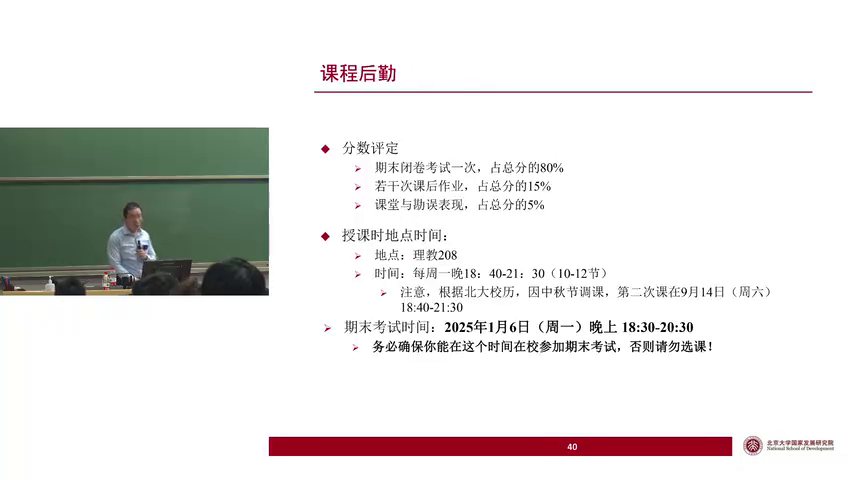 课程后勤
分数评定
期末闭卷考试一次，占总分的80%
若干次课后作业，占总分的15%
课堂与勘误表现，占总分的5%
授课时地点时间：
地点：理教208
时间：每周一晚18：40-21：30（10-12节）
注意，根据北大校历，因中秋节调课，第二次课在9月14日（周六）
18:40-21:30
期末考试时间：2025年1月6日（周一）晚上 18:30-20:30
务必确保你能在这个时间在校参加期末考试，否则请勿选课！
40
北京大学国家发展研究院
National School of Development